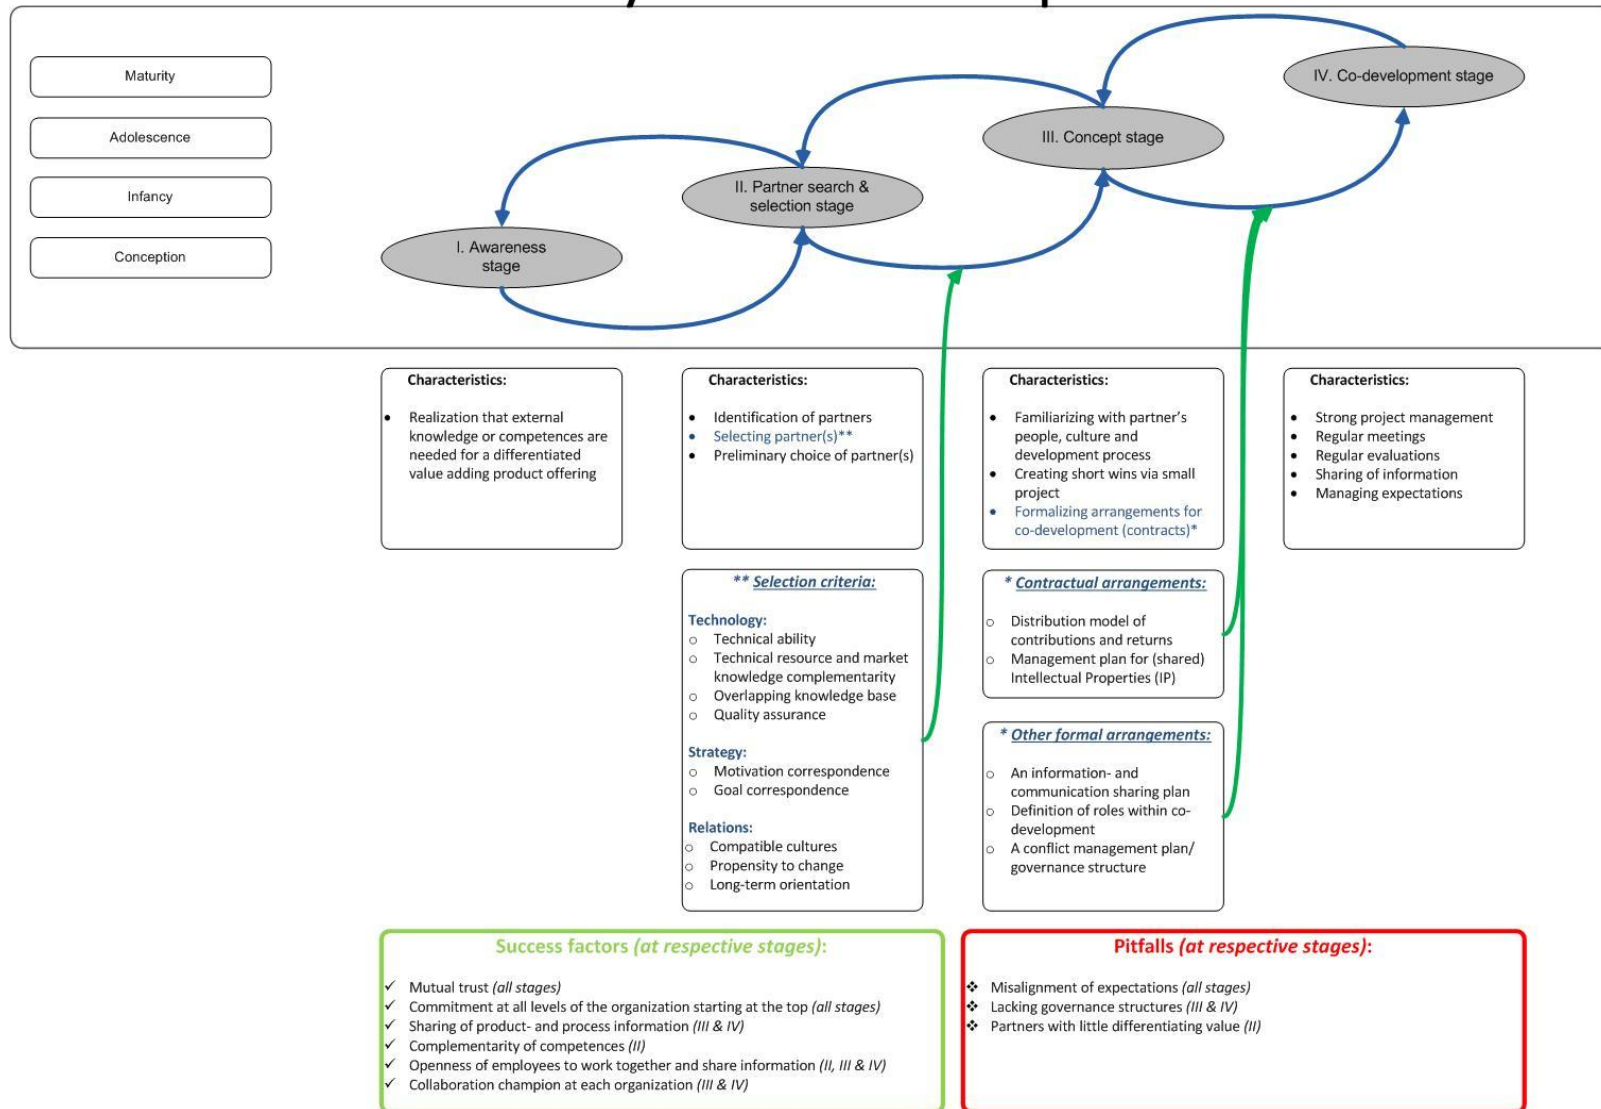 Maturity
Adolescence
Infancy
Conception
I. Awareness
stage
II. Partner search &
selection stage
III. Concept stage
IV. Co-development stage
Characteristics:
• Realization that external
knowledge or competences are
needed for a differentiated
value adding product offering
Characteristics:
• Identification of partners
• Selecting partner(s)**
• Preliminary choice of partner(s)
Characteristics:
• Familiarizing with partner's
people, culture and
development process
• Creating short wins via small
project
• Formalizing arrangements for
co-development (contracts)*
Characteristics:
• Strong project management
• Regular meetings
• Regular evaluations
• Sharing of information
• Managing expectations
** Selection criteria:
Technology:
o Technical ability
o Technical resource and market
knowledge complementarity
o Overlapping knowledge base
o Quality assurance
Strategy:
o Motivation correspondence
o Goal correspondence
Relations:
o Compatible cultures
o Propensity to change
o Long-term orientation
* Contractual arrangements:
o Distribution model of
contributions and returns
o Management plan for (shared)
Intellectual Properties (IP)
* Other formal arrangements:
o An information- and
communication sharing plan
o Definition of roles within co-
development
o A conflict management plan/
governance structure
Success factors (at respective stages):
✓ Mutual trust (all stages)
✓ Commitment at all levels of the organization starting at the top (all stages)
✓ Sharing of product- and process information (III & IV)
✓ Complementarity of competences (II)
✓ Openness of employees to work together and share information (II, III & IV)
✓ Collaboration champion at each organization (III & IV)
Pitfalls (at respective stages):
❖ Misalignment of expectations (all stages)
❖ Lacking governance structures (III & IV)
❖ Partners with little differentiating value (II)